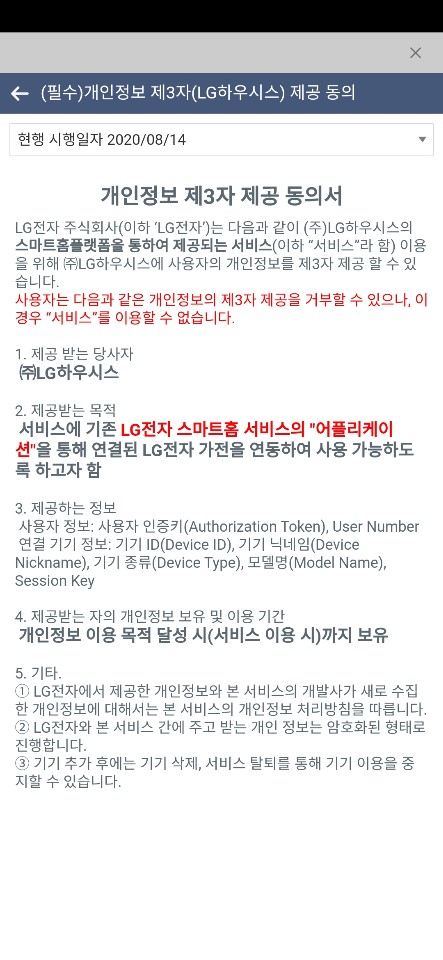 (필수)개인정보 제3자(LG하우시스) 제공 동의
현행 시행일자 2020/08/14
개인정보 제3자 제공 동의서
LG전자 주식회사(이하 ‘LG전자’)는 다음과 같이 (주)LG하우시스의
스마트홈플랫폼을 통하여 제공되는 서비스(이하 “서비스”라 함) 이용
을 위해 ㈜LG하우시스에 사용자의 개인정보를 제3자 제공 할 수 있
습니다.
사용자는 다음과 같은 개인정보의 제3자 제공을 거부할 수 있으나, 이
경우 “서비스”를 이용할 수 없습니다.
1. 제공 받는 당사자
㈜LG하우시스
2. 제공받는 목적
서비스에 기존 LG전자 스마트홈 서비스의 "어플리케이
션"을 통해 연결된 LG전자 가전을 연동하여 사용 가능하도
록 하고자 함
3. 제공하는 정보
사용자 정보: 사용자 인증키(Authorization Token), User Number
연결 기기 정보: 기기 ID(Device ID), 기기 닉네임(Device
Nickname), 기기 종류(Device Type), 모델명(Model Name),
Session Key
4. 제공받는 자의 개인정보 보유 및 이용 기간
개인정보 이용 목적 달성 시(서비스 이용 시)까지 보유
5. 기타.
① LG전자에서 제공한 개인정보와 본 서비스의 개발사가 새로 수집
한 개인정보에 대해서는 본 서비스의 개인정보 처리방침을 따릅니다.
② LG전자와 본 서비스 간에 주고 받는 개인 정보는 암호화된 형태로
진행합니다.
③ 기기 추가 후에는 기기 삭제, 서비스 탈퇴를 통해 기기 이용을 중
지할 수 있습니다.